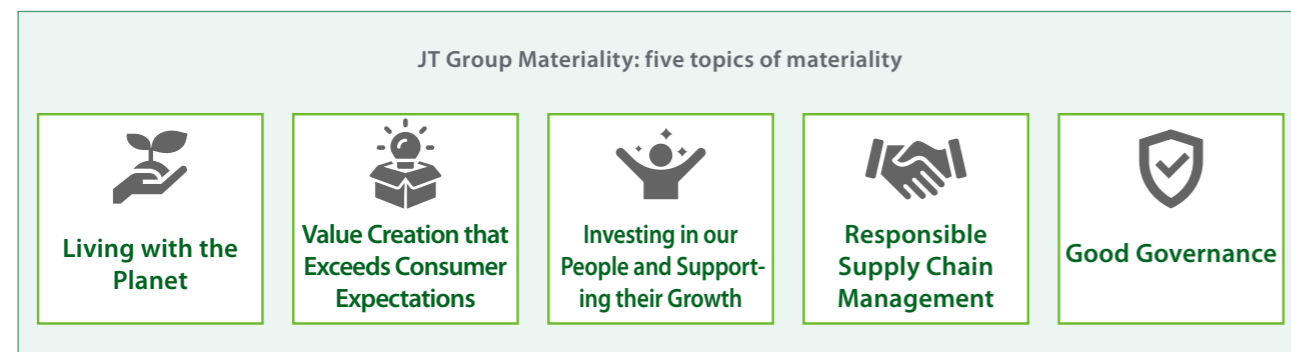 JT Group Materiality: five topics of materiality
Living with the
Planet
Value Creation that
Exceeds Consumer
Expectations
Investing in our
People and Support-
ing their Growth
Responsible
Supply Chain
Management
Good Governance